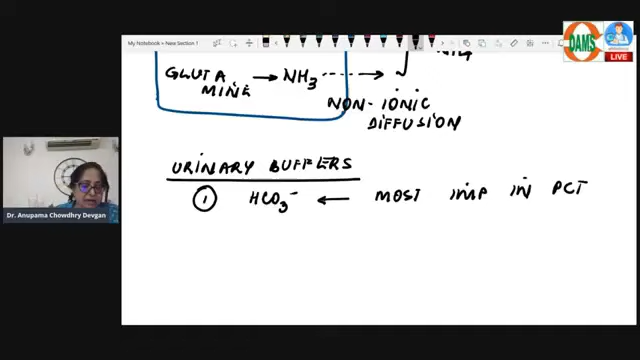 My Notebook > New Section 1
DAMS
LIVE
GLUTA
MINE → NH3 --→
NON-IONIC
DIFFUSION
URINARY BUFFERS
① HCO3⁻ ← MOST IMP IN PCT
Dr. Anupama Chowdhry Devgan